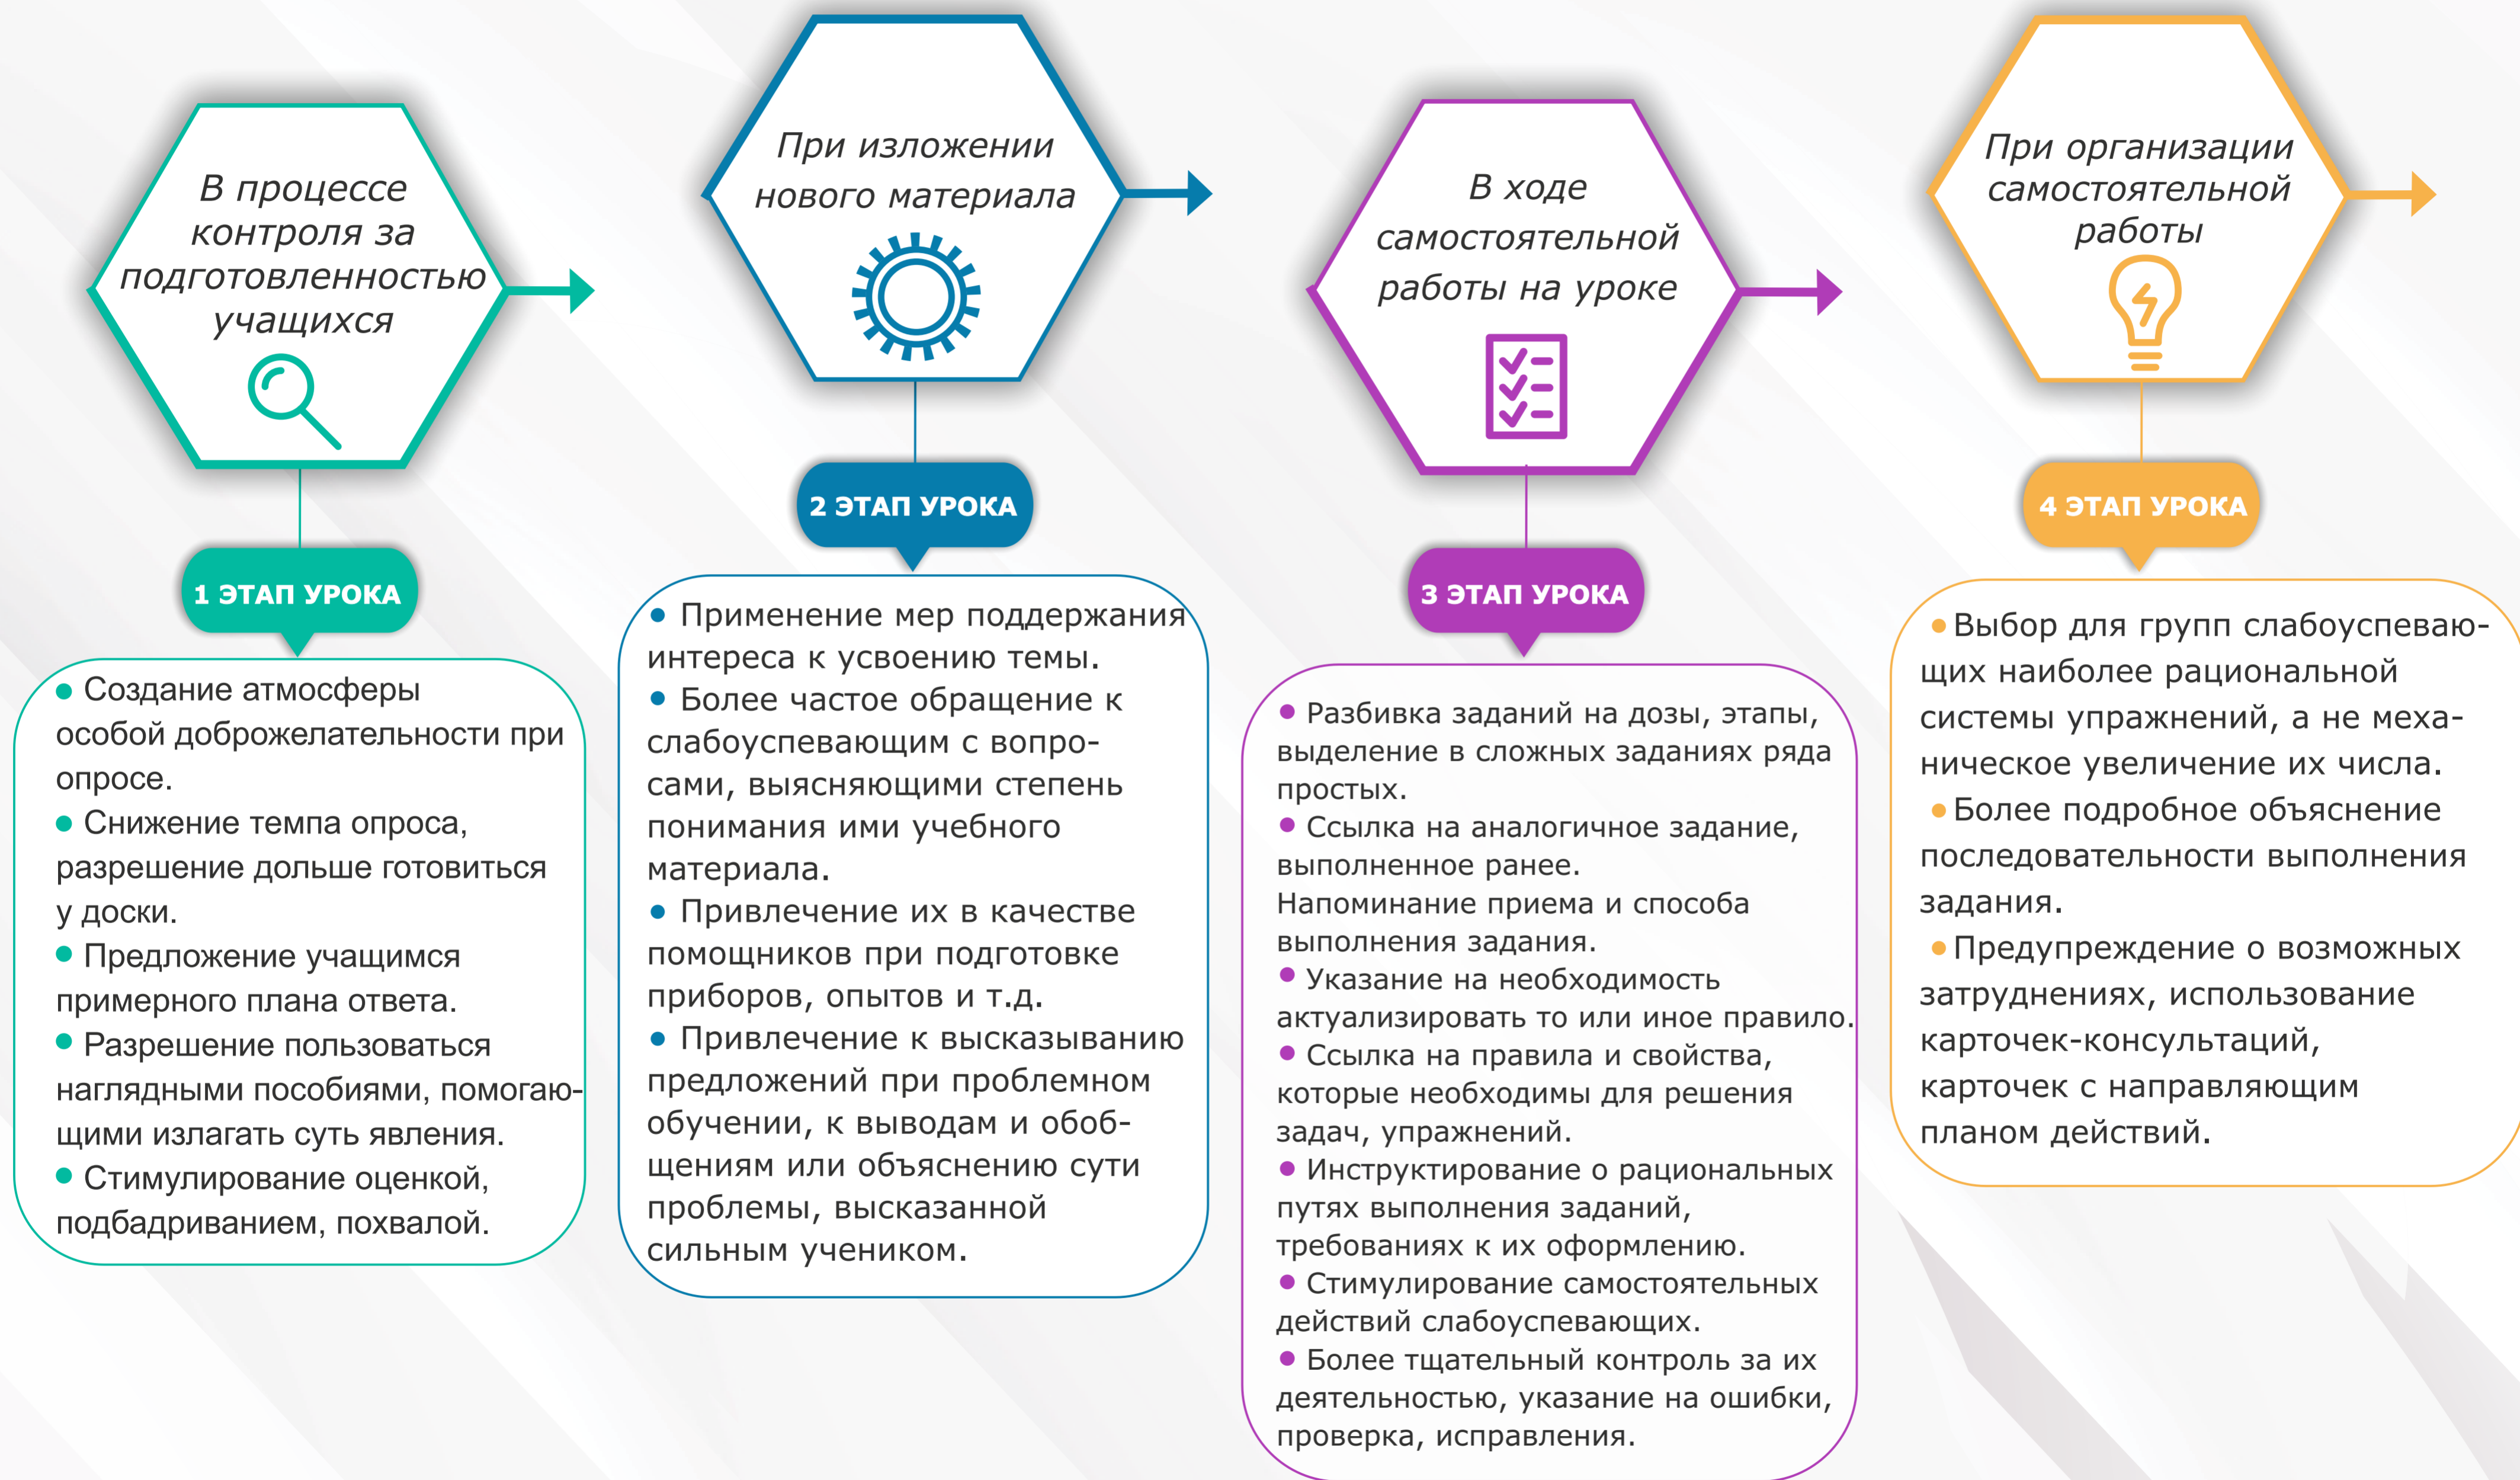 В процессе
контроля за
подготовленностью
учащихся
1 ЭТАП УРОКА
• Создание атмосферы
особой доброжелательности при
опросе.
• Снижение темпа опроса,
разрешение дольше готовиться
у доски.
• Предложение учащимся
примерного плана ответа.
• Разрешение пользоваться
наглядными пособиями, помогаю-
щими излагать суть явления.
• Стимулирование оценкой,
подбадриванием, похвалой.
При изложении
нового материала
2 ЭТАП УРОКА
• Применение мер поддержания
интереса к усвоению темы.
• Более частое обращение к
слабоуспевающим с вопро-
сами, выясняющими степень
понимания ими учебного
материала.
• Привлечение их в качестве
помощников при подготовке
приборов, опытов и т.д.
• Привлечение к высказыванию
предложений при проблемном
обучении, к выводам и обоб-
щениям или объяснению сути
проблемы, высказанной
сильным учеником.
В ходе
самостоятельной
работы на уроке
3 ЭТАП УРОКА
• Разбивка заданий на дозы, этапы,
выделение в сложных заданиях ряда
простых.
• Ссылка на аналогичное задание,
выполненное ранее.
Напоминание приема и способа
выполнения задания.
• Указание на необходимость
актуализировать то или иное правило.
• Ссылка на правила и свойства,
которые необходимы для решения
задач, упражнений.
• Инструктирование о рациональных
путях выполнения заданий,
требованиях к их оформлению.
• Стимулирование самостоятельных
действий слабоуспевающих.
• Более тщательный контроль за их
деятельностью, указание на ошибки,
проверка, исправления.
При организации
самостоятельной
работы
4 ЭТАП УРОКА
• Выбор для групп слабоуспеваю-
щих наиболее рациональной
системы упражнений, а не меха-
ническое увеличение их числа.
• Более подробное объяснение
последовательности выполнения
задания.
• Предупреждение о возможных
затруднениях, использование
карточек-консультаций,
карточек с направляющим
планом действий.